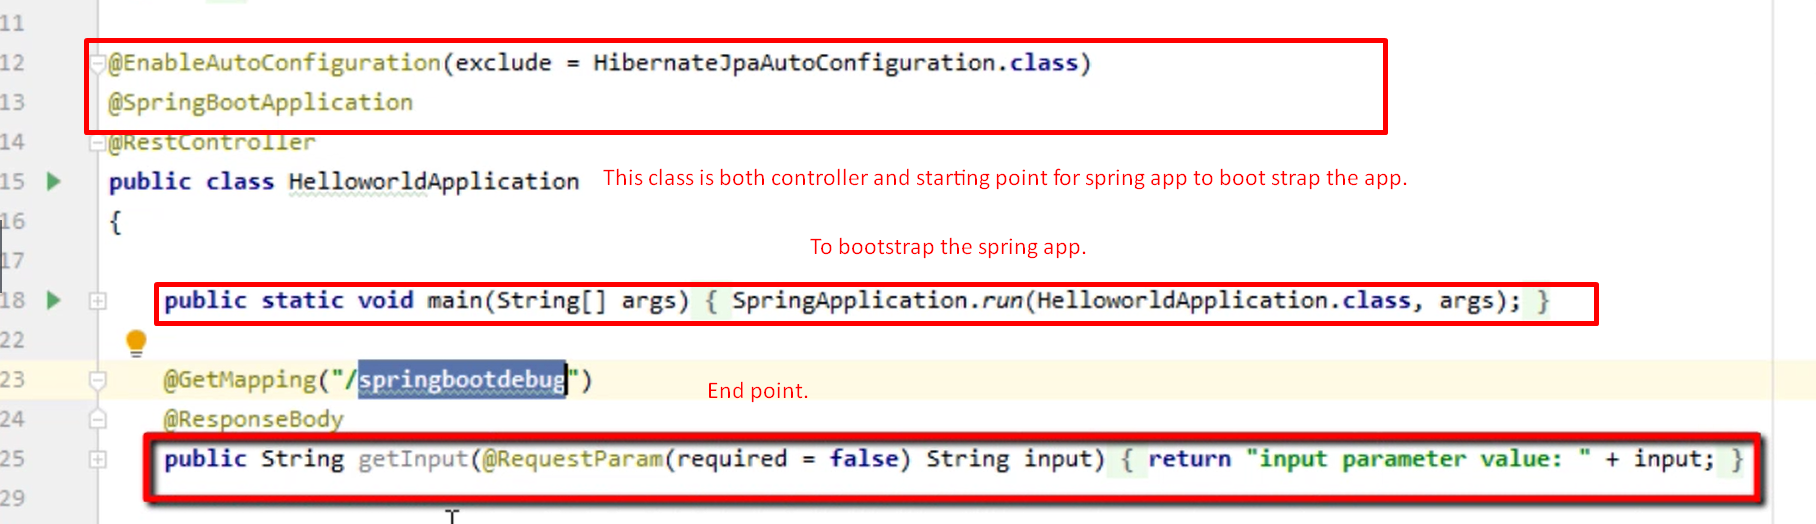 11
12 @EnableAutoConfiguration(exclude = HibernateJpaAutoConfiguration.class)
13 @SpringBootApplication
14 @RestController
15 public class HelloworldApplication This class is both controller and starting point for spring app to boot strap the app.
16 {
17 To bootstrap the spring app.
18 public static void main(String[] args) { SpringApplication.run(HelloworldApplication.class, args); }
22
23 @GetMapping("/springbootdebug") End point.
24 @ResponseBody
25 public String getInput(@RequestParam(required = false) String input) { return "input parameter value: " + input; }
29